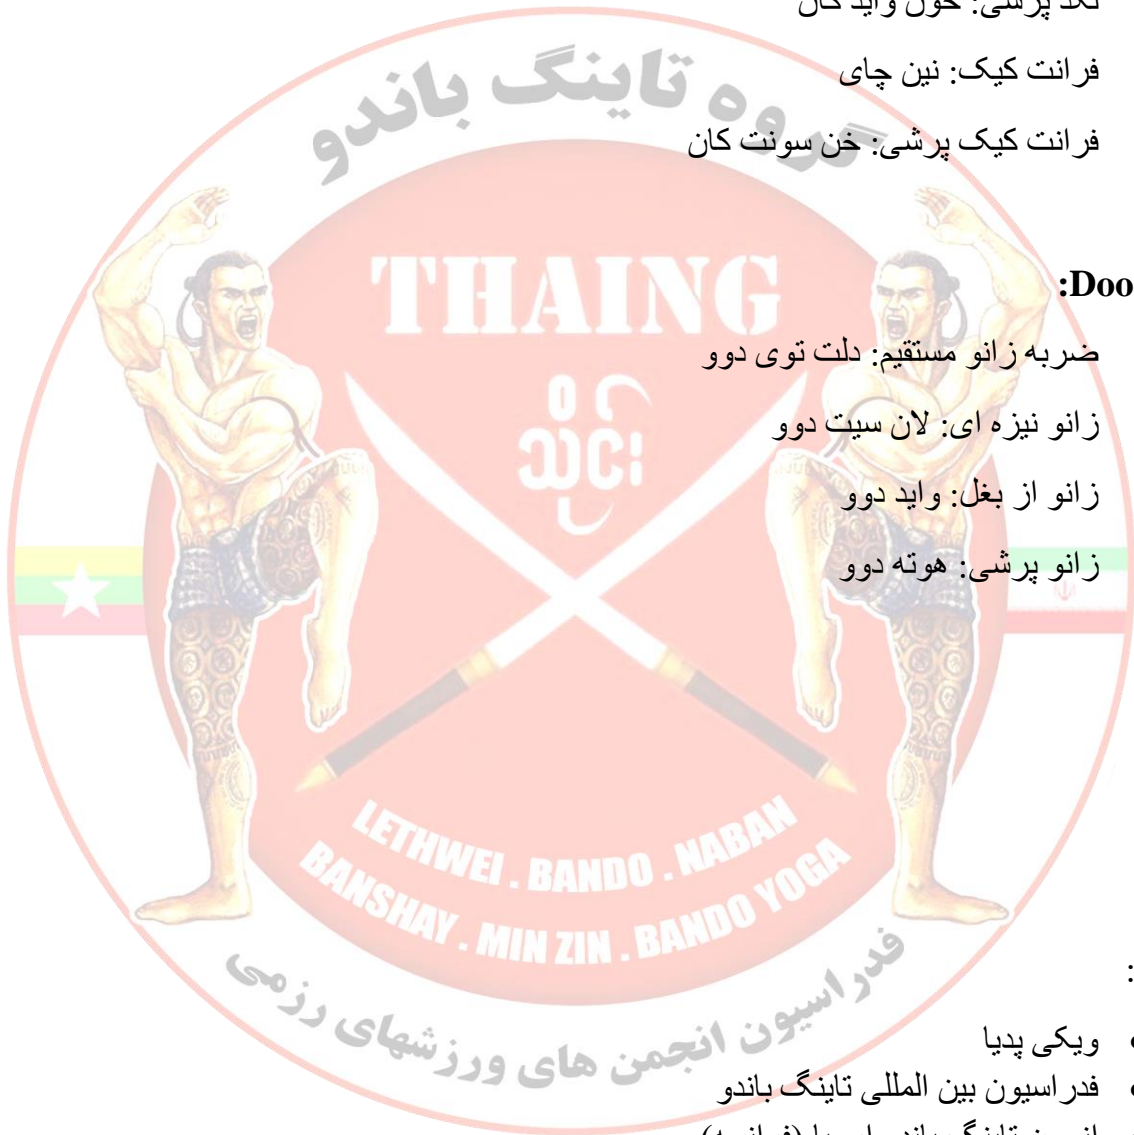 فرانت کیک: نین چای
فرانت کیک پرشی: خن سونت کان
Doo:
ضربه زانو مستقیم: دلت توی دوو
زانو نیزه ای: لان سیت دوو
زانو از بغل: واید دوو
زانو پرشی: هوته دوو
:
• ویکی پدیا
• فدراسیون بین المللی تاینگ باندو
گروه تاینگ باندو
THAING
သိုင်း
LETHWEI . BANDO . NABAN
BANSHAY . MIN ZIN . BANDO YOGA
فدراسیون انجمن های ورزشهای رزمی